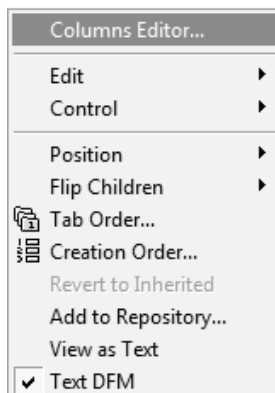 Columns Editor...
Edit
Control
Position
Flip Children
Tab Order...
Creation Order...
Revert to Inherited
Add to Repository...
View as Text
Text DFM